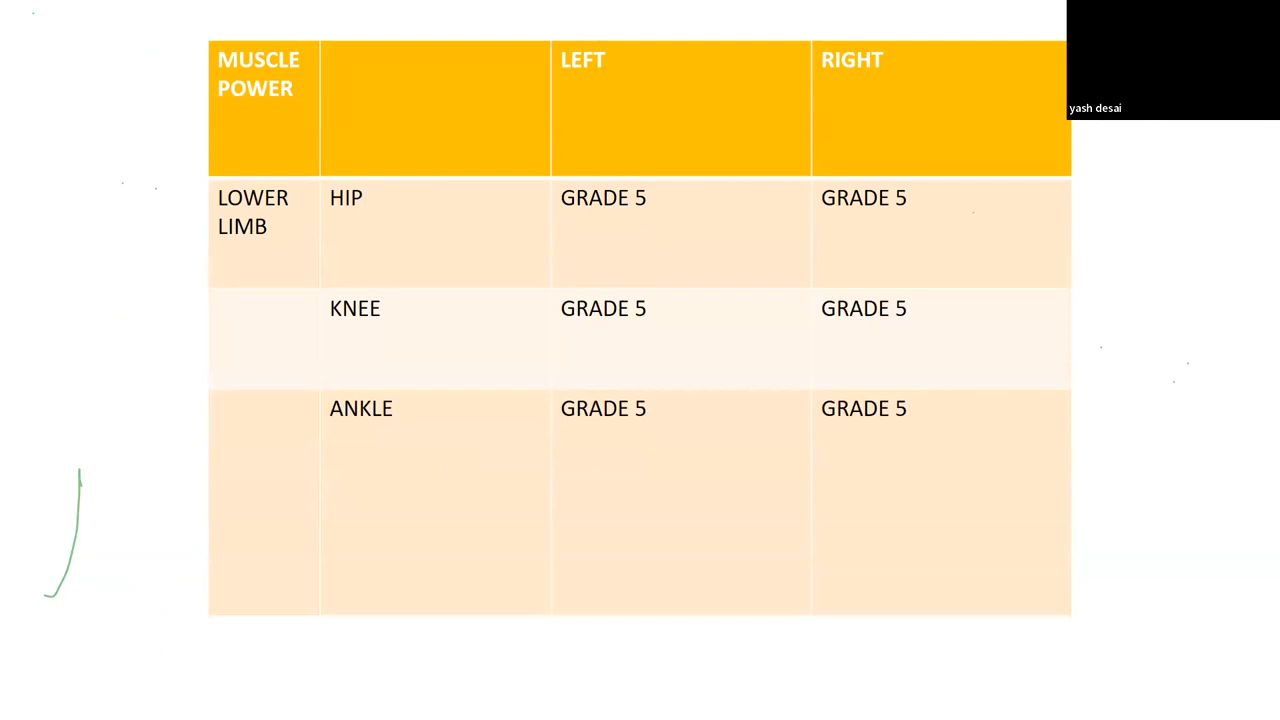 MUSCLE POWER LEFT RIGHT
LOWER LIMB HIP GRADE 5 GRADE 5
KNEE GRADE 5 GRADE 5
ANKLE GRADE 5 GRADE 5
yash desai